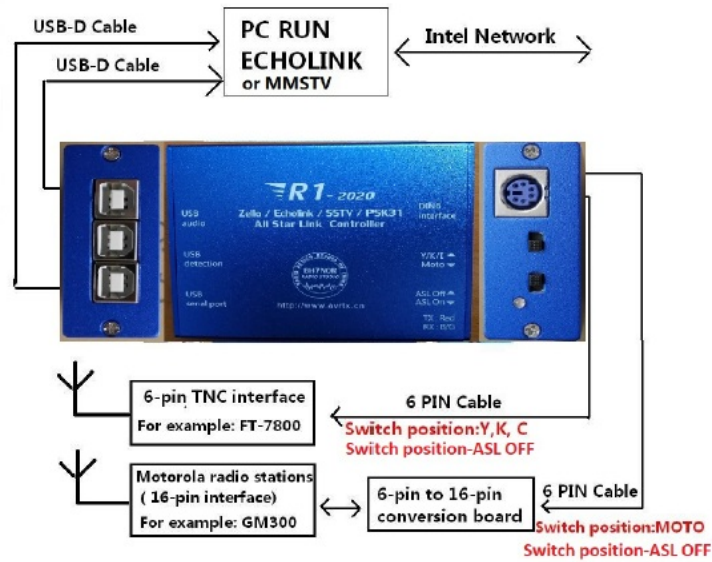 USB-D Cable
USB-D Cable
PC RUN
ECHOLINK
or MMSTV
Intel Network
R1-2020
Zello / Echolink / SSTV / PSK31
All Star Link Controller
USB
audio
USB
detection
USB
serial port
DIN6
interface
Y/K/I
Moto
ASL Off
ASL On
TX Red
http://www.avrtx.cn
6-pin TNC interface
For example: FT-7800
6 PIN Cable
Switch position:Y,K, C
Switch position-ASL OFF
Motorola radio stations
( 16-pin interface)
For example: GM300
6-pin to 16-pin
conversion board
6 PIN Cable
Switch position:MOTO
Switch position-ASL OFF